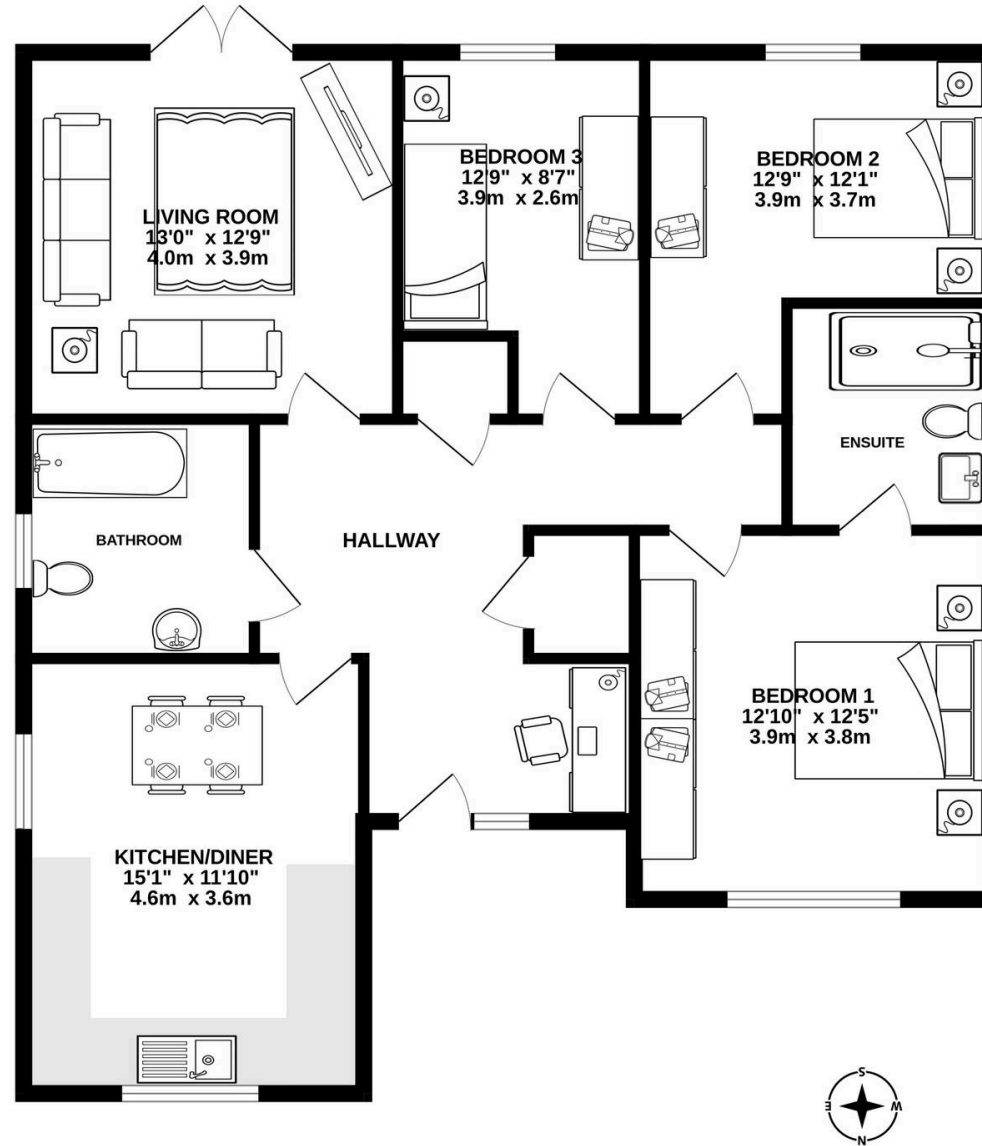 LIVING ROOM
13'0" x 12'9"
4.0m x 3.9m
BEDROOM 3
12'9" x 8'7"
3.9m x 2.6m
BEDROOM 2
12'9" x 12'1"
3.9m x 3.7m
ENSUITE
BATHROOM
HALLWAY
BEDROOM 1
12'10" x 12'5"
3.9m x 3.8m
KITCHEN/DINER
15'1" x 11'10"
4.6m x 3.6m
S
E W
N